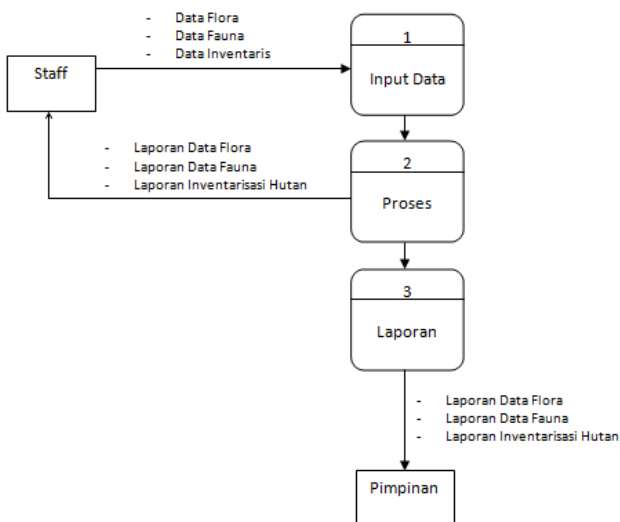 - Data Flora
- Data Fauna
- Data Inventaris
Staff
1
Input Data
- Laporan Data Flora
- Laporan Data Fauna
- Laporan Inventarisasi Hutan
2
Proses
3
Laporan
- Laporan Data Flora
- Laporan Data Fauna
- Laporan Inventarisasi Hutan
Pimpinan